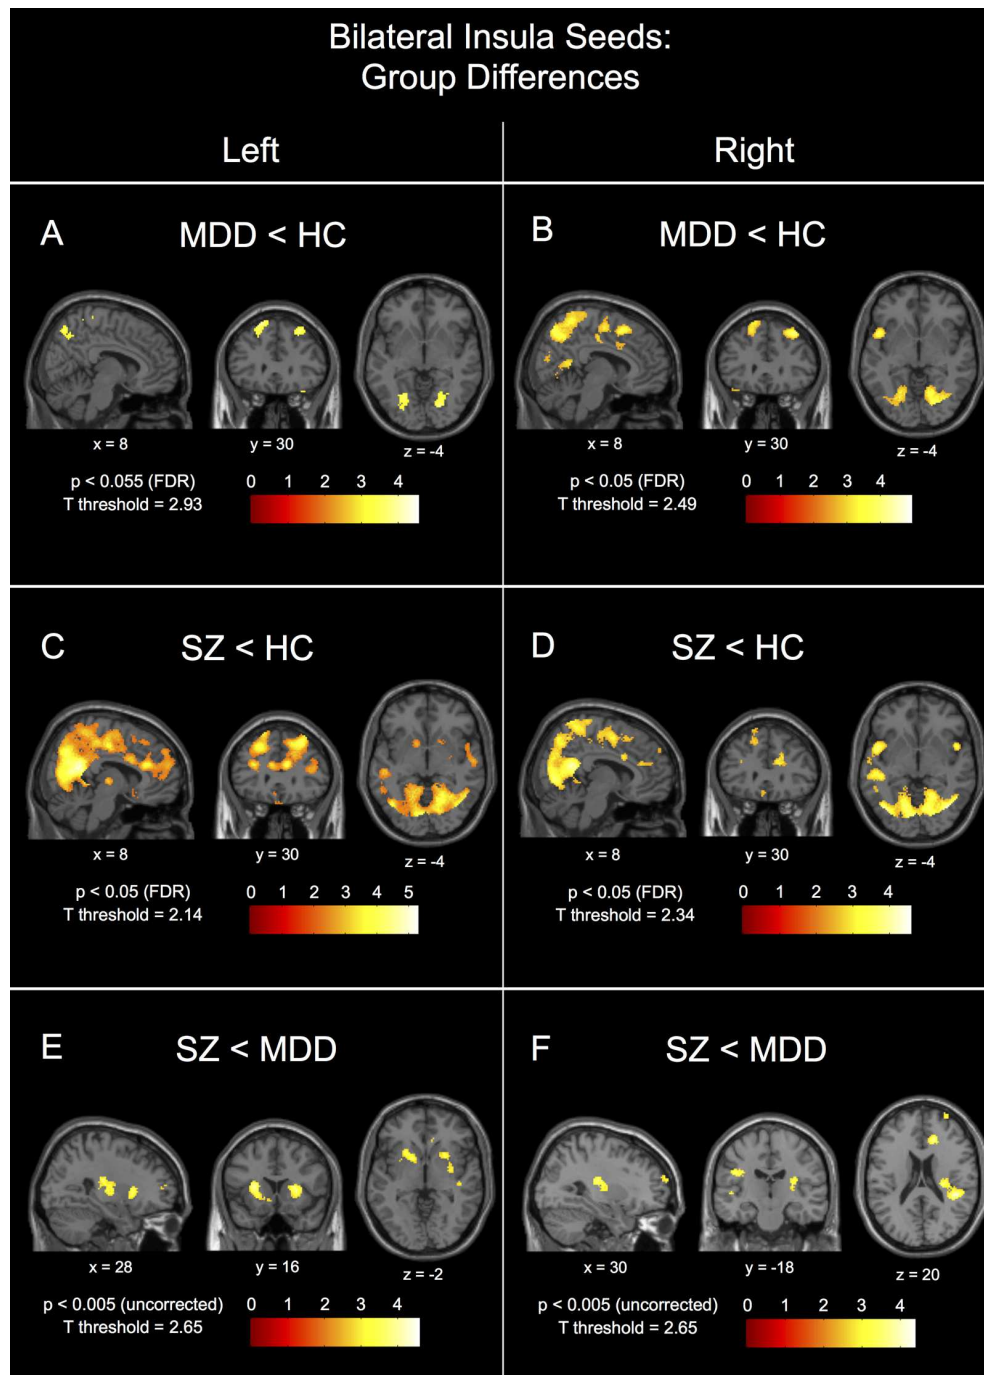 Bilateral Insula Seeds:
Group Differences
Left
Right
A
MDD < HC
x = 8
y = 30
z = -4
p < 0.055 (FDR)
T threshold = 2.93
0 1 2 3 4
B
MDD < HC
x = 8
y = 30
z = -4
p < 0.05 (FDR)
T threshold = 2.49
0 1 2 3 4
C
SZ < HC
x = 8
y = 30
z = -4
p < 0.05 (FDR)
T threshold = 2.14
0 1 2 3 4 5
D
SZ < HC
x = 8
y = 30
z = -4
p < 0.05 (FDR)
T threshold = 2.34
0 1 2 3 4
E
SZ < MDD
x = 28
y = 16
z = -2
p < 0.005 (uncorrected)
T threshold = 2.65
0 1 2 3 4
F
SZ < MDD
x = 30
y = -18
z = 20
p < 0.005 (uncorrected)
T threshold = 2.65
0 1 2 3 4